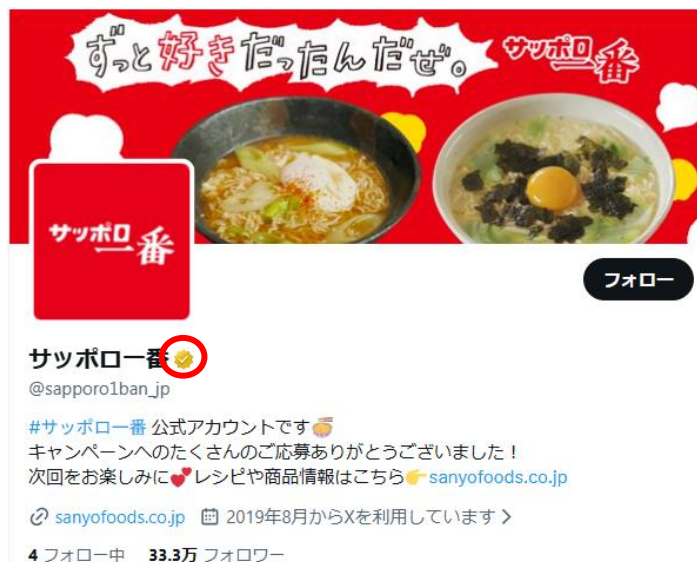 ずっと好きだったんだぜ。 サッポロ一番
サッポロ一番
フォロー
サッポロ一番
@sapporo1ban_jp
#サッポロ一番 公式アカウントです🍜
キャンペーンへのたくさんのご応募ありがとうございました！
次回をお楽しみに💕レシピや商品情報はこちら👉sanyofoods.co.jp
sanyofoods.co.jp 2019年8月からXを利用しています
4 フォロー中 33.3万 フォロワー